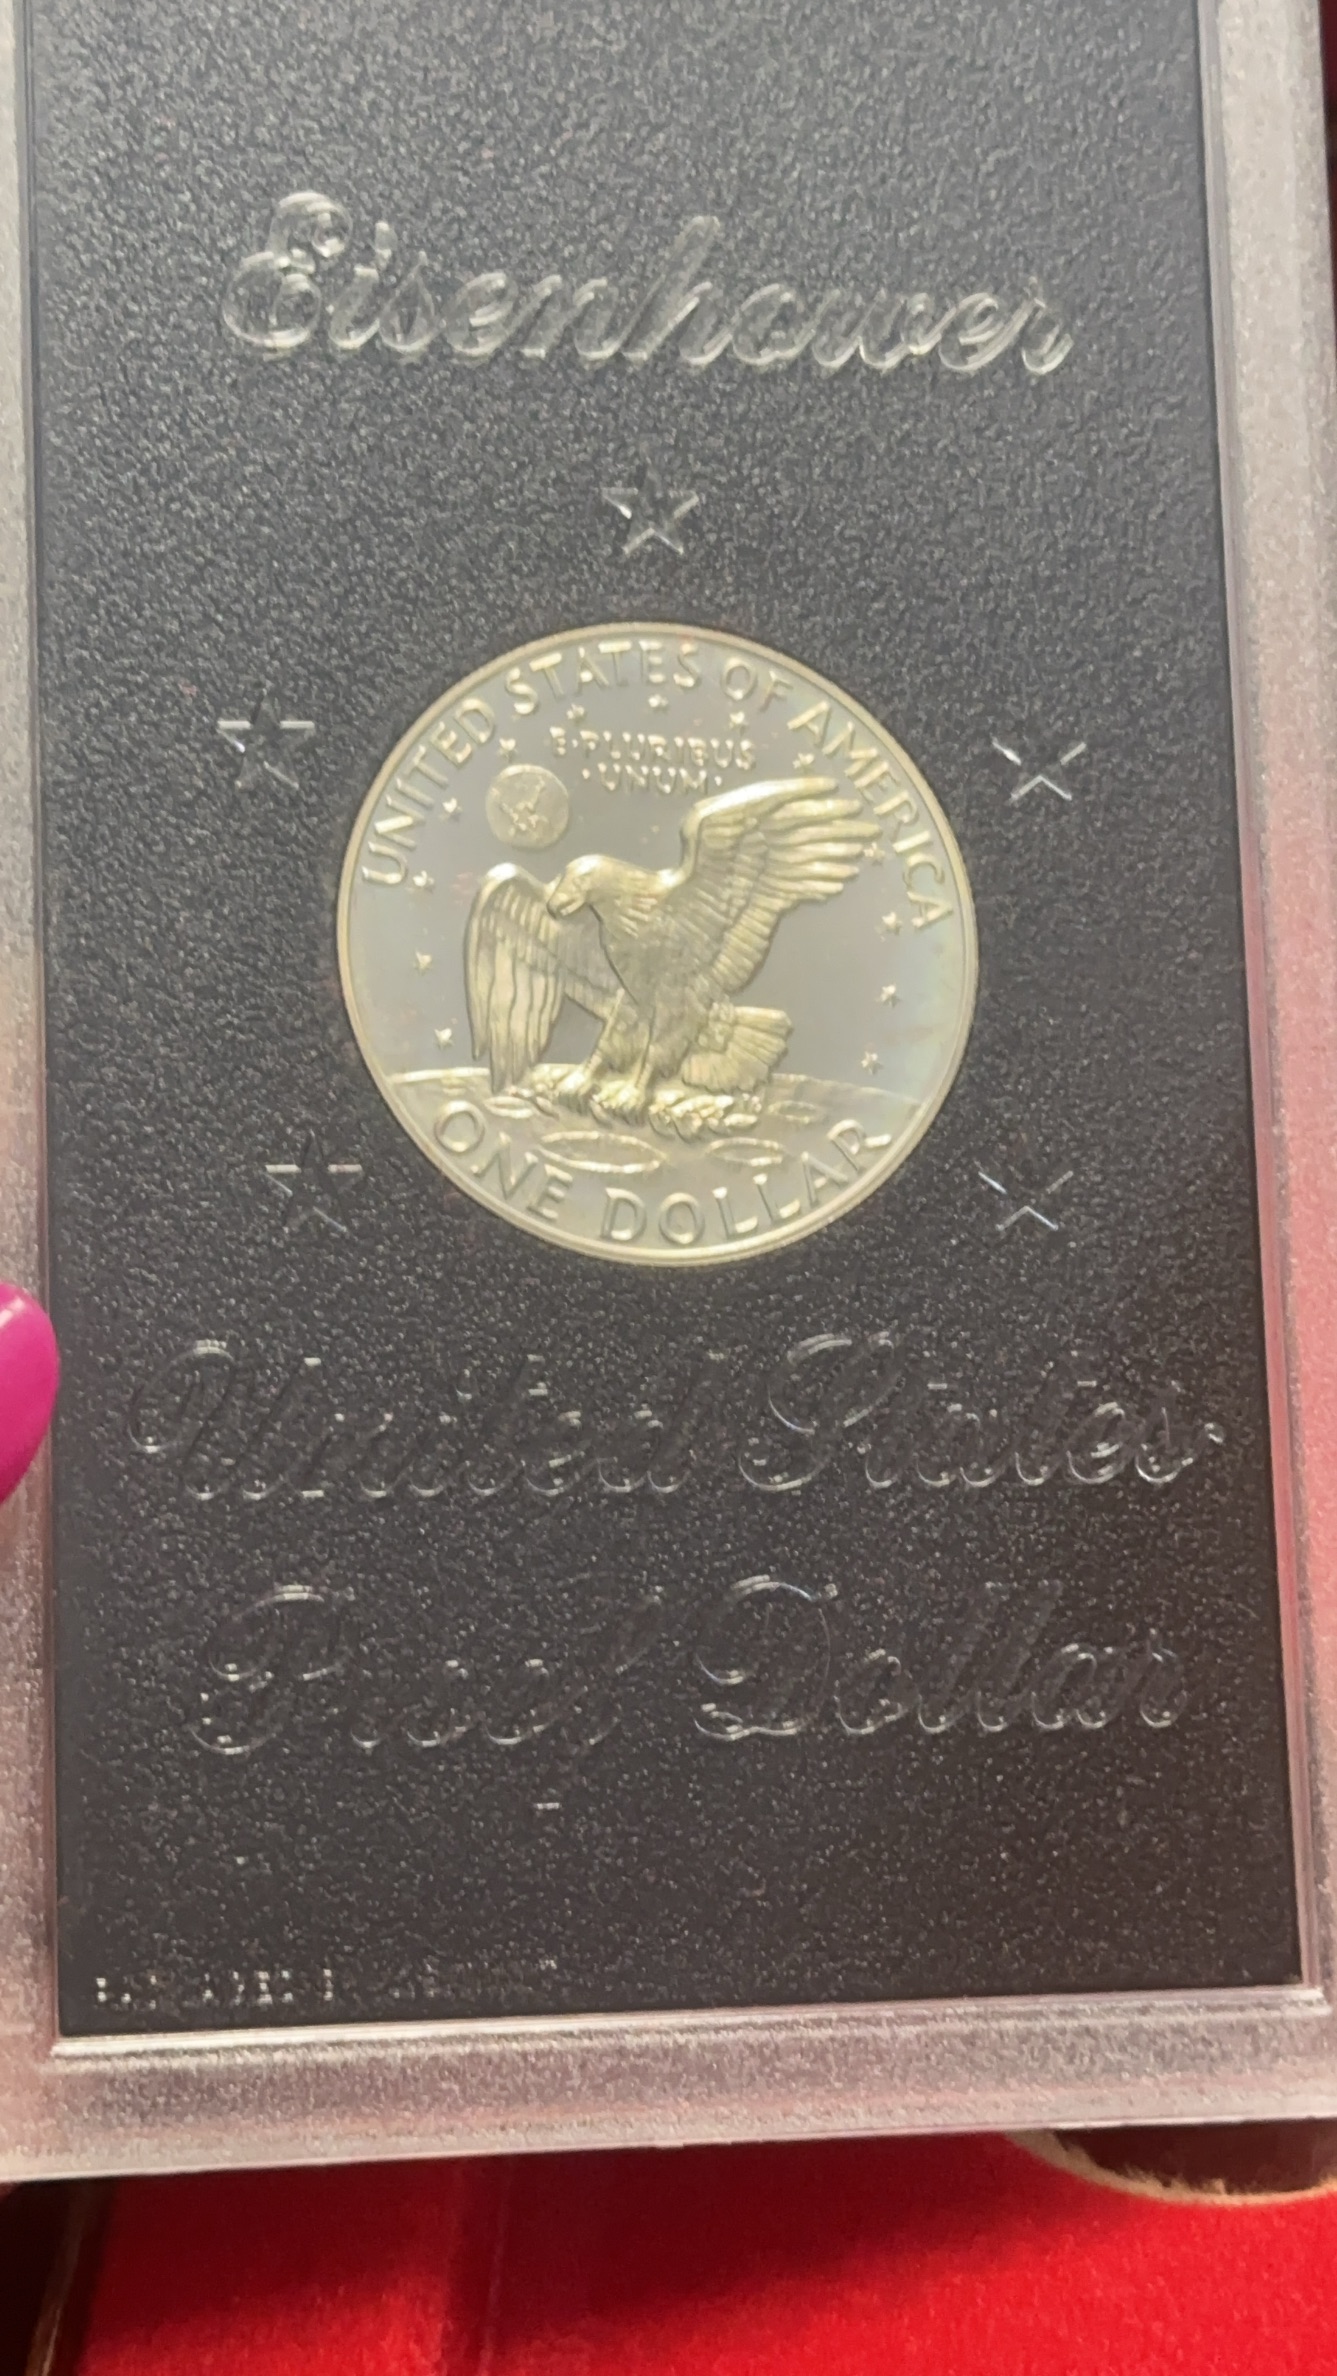 Eisenhower
UNITED STATES OF AMERICA
E·PLURIBUS
·UNUM·
ONE DOLLAR
United States
Proof Dollar